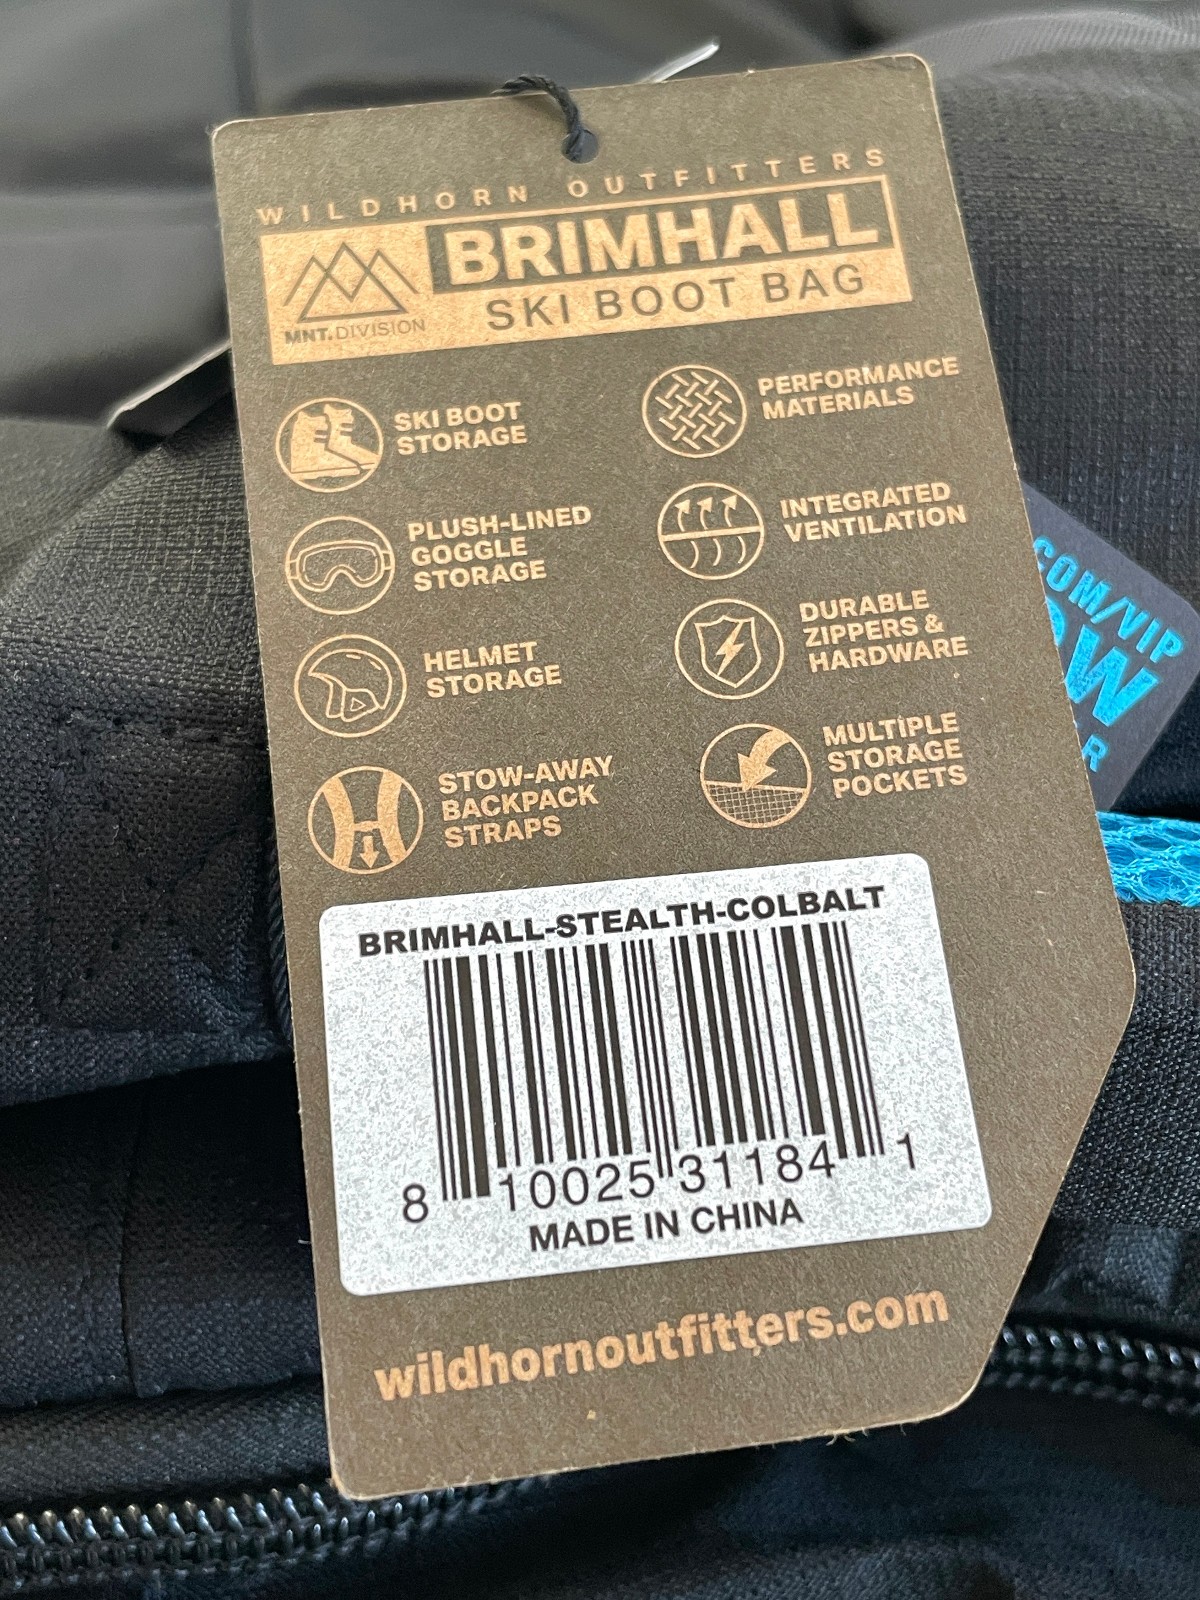 WILDHORN OUTFITTERS
BRIMHALL
SKI BOOT BAG
MNT.DIVISION
SKI BOOT
STORAGE
PLUSH-LINED
GOGGLE
STORAGE
HELMET
STORAGE
STOW-AWAY
BACKPACK
STRAPS
PERFORMANCE
MATERIALS
INTEGRATED
VENTILATION
DURABLE
ZIPPERS &
HARDWARE
MULTIPLE
STORAGE
POCKETS
BRIMHALL-STEALTH-COLBALT
8 10025 31184 1
MADE IN CHINA
wildhornoutfitters.com
COM/VIP